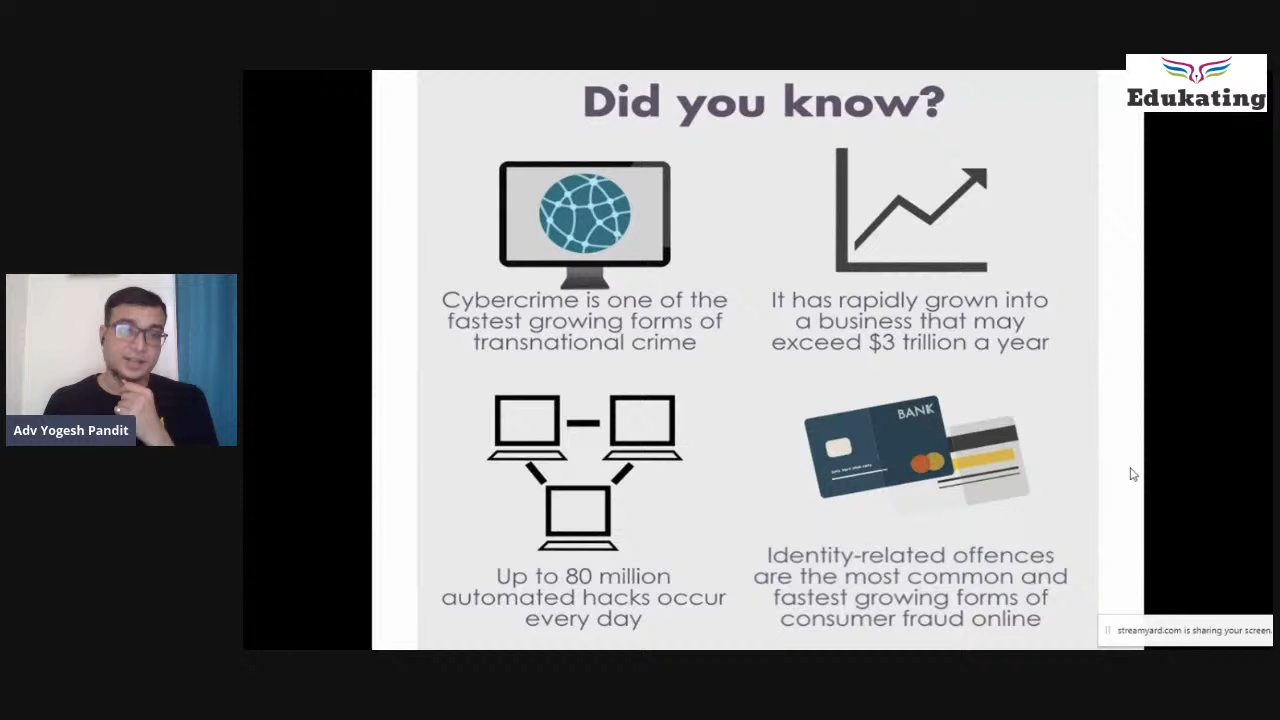 Edukating
Did you know?
Cybercrime is one of the
fastest growing forms of
transnational crime
It has rapidly grown into
a business that may
exceed $3 trillion a year
Adv Yogesh Pandit
BANK
Up to 80 million
automated hacks occur
every day
Identity-related offences
are the most common and
fastest growing forms of
consumer fraud online
streamyard.com is sharing your screen.